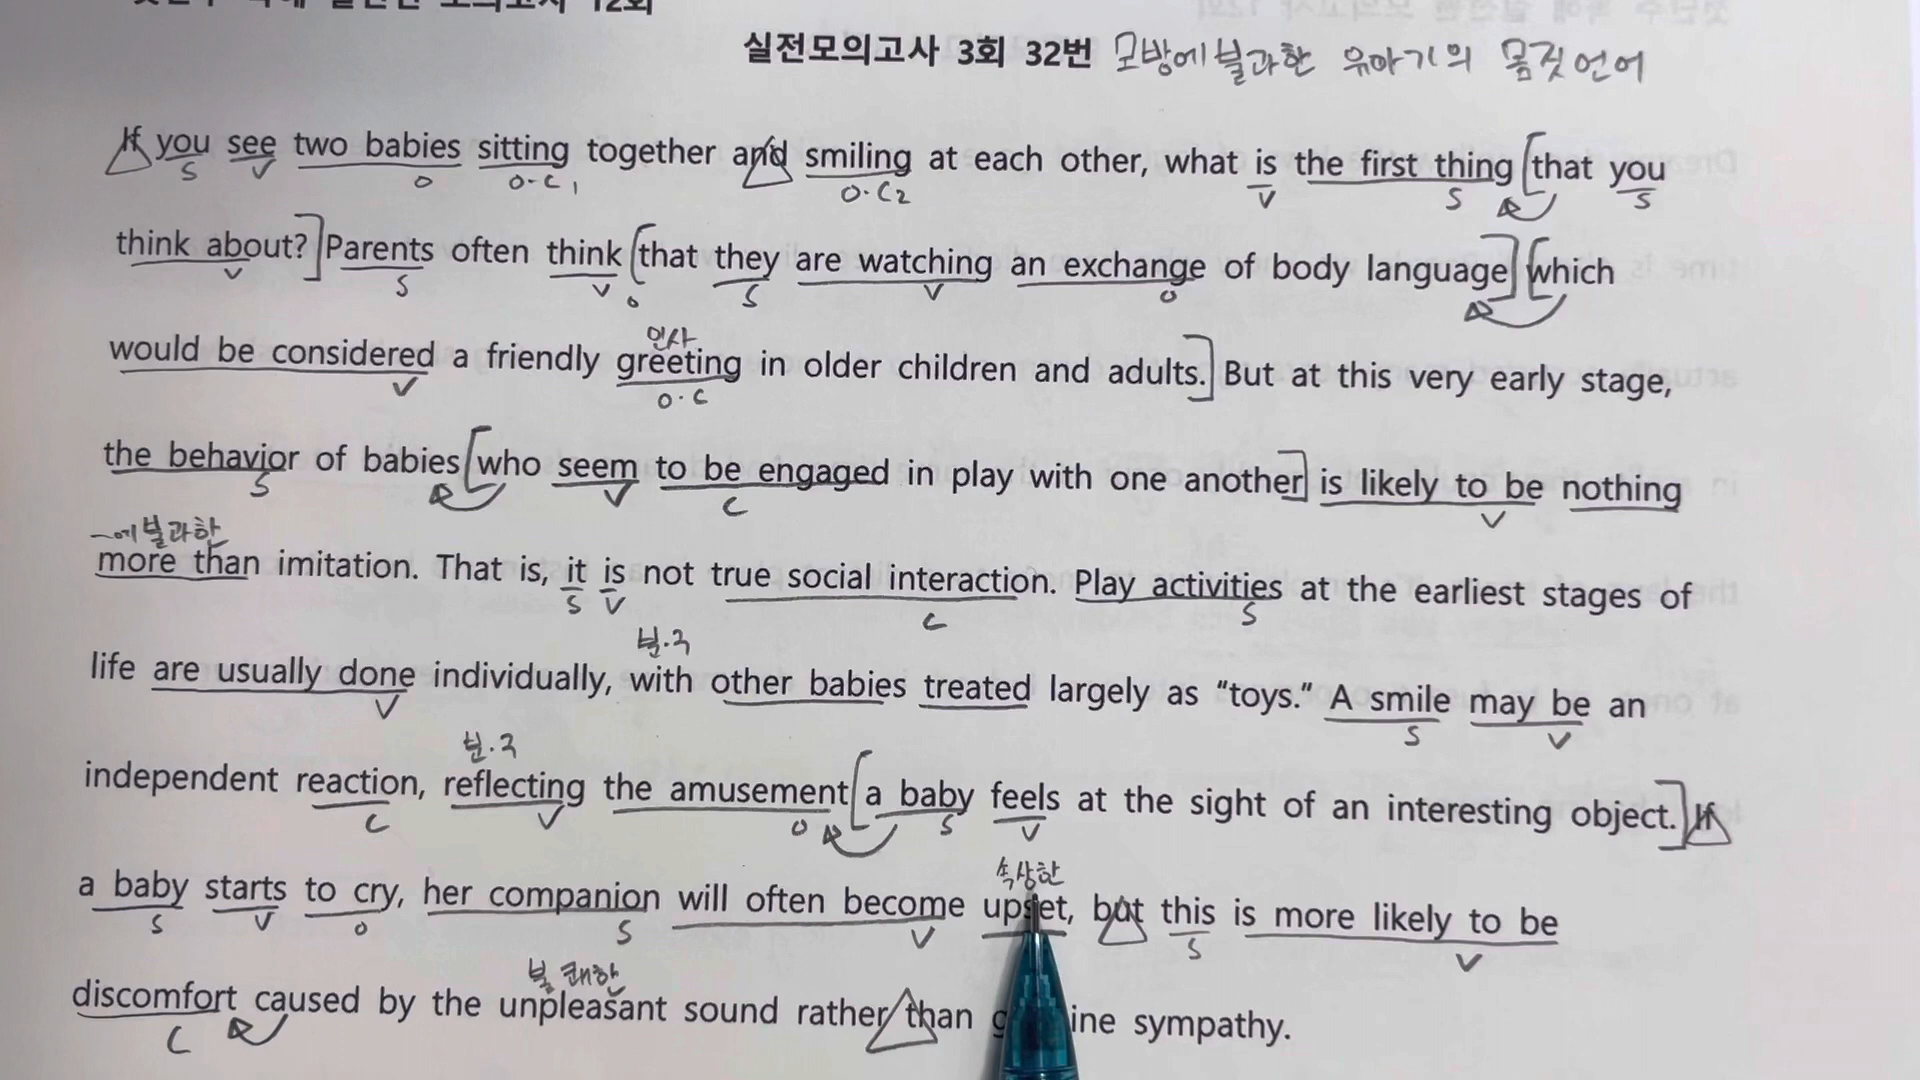 모의고사 12회
실전모의고사 3회 32번 모방에불과한 유아기의 몸짓언어
If you see two babies sitting together and smiling at each other, what is the first thing [that you
S V O O·C1 O·C2 V S S
think about?] Parents often think [that they are watching an exchange of body language] [which
V S V O S V O
인사
would be considered a friendly greeting in older children and adults.] But at this very early stage,
V O·C
the behavior of babies [who seem to be engaged in play with one another] is likely to be nothing
S V C V
~에불과한
more than imitation. That is, it is not true social interaction. Play activities at the earliest stages of
S V C S
분.구
life are usually done individually, with other babies treated largely as “toys.” A smile may be an
V S V
분.구
independent reaction, reflecting the amusement [a baby feels at the sight of an interesting object.] If
C V O S V
속상한
a baby starts to cry, her companion will often become upset, but this is more likely to be
S V O S V S V
불쾌한
discomfort caused by the unpleasant sound rather than sympathy.
C